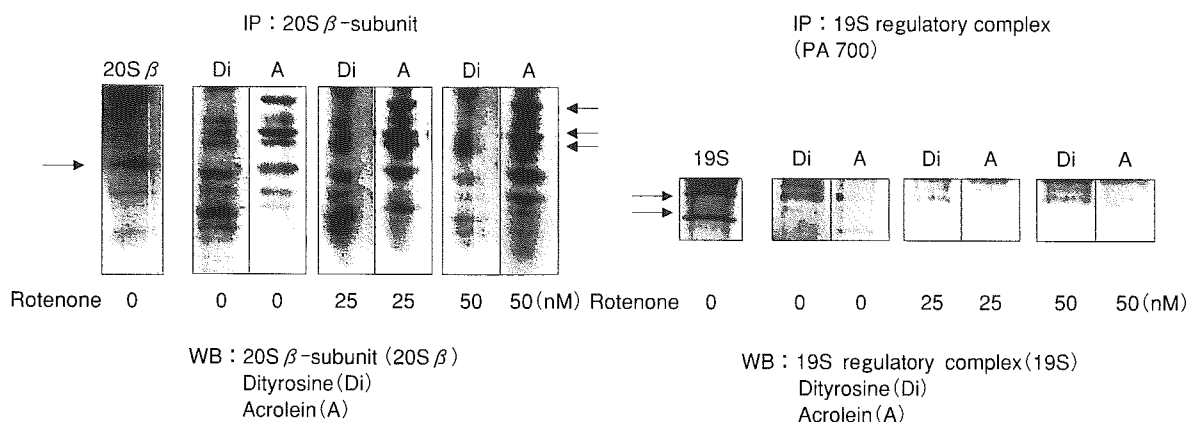 IP : 20S β-subunit
20S β
Di A
Di A
Di A
Rotenone 0 0 0 25 25 50 50 (nM)
WB : 20S β-subunit (20S β)
Dityrosine (Di)
Acrolein (A)
IP : 19S regulatory complex
(PA 700)
19S
Di A
Di A
Di A
Rotenone 0 0 0 25 25 50 50 (nM)
WB : 19S regulatory complex (19S)
Dityrosine (Di)
Acrolein (A)